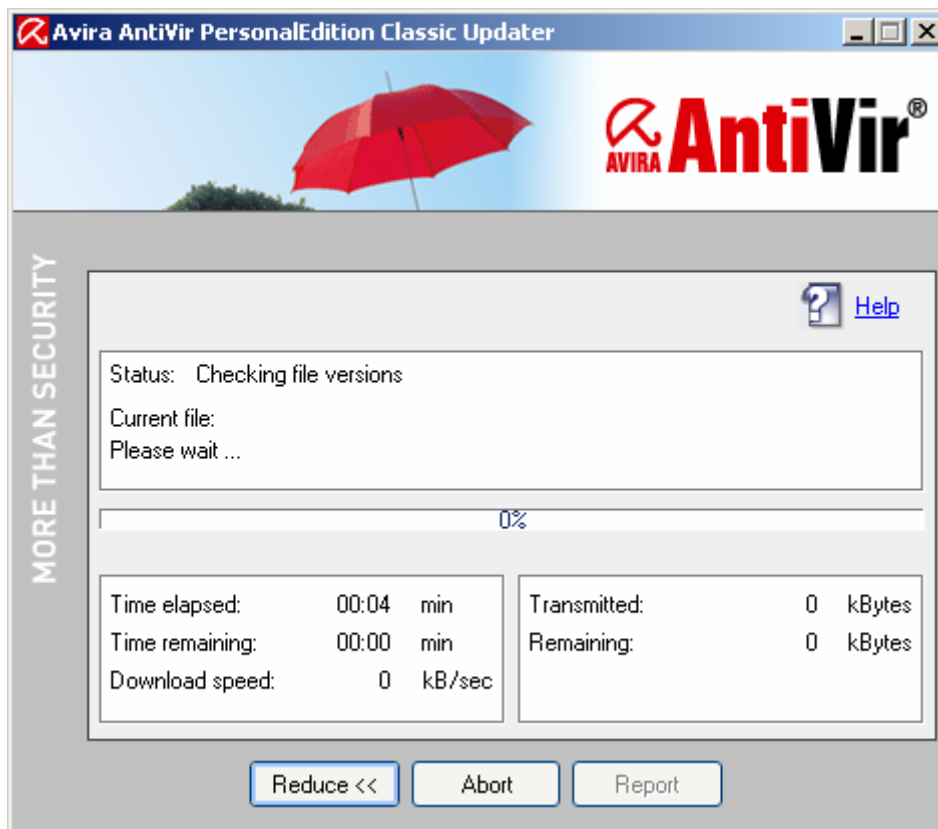 Avira AntiVir PersonalEdition Classic Updater
AVIRA AntiVir®
MORE THAN SECURITY
Help
Status: Checking file versions
Current file:
Please wait ...
0%
Time elapsed: 00:04 min
Time remaining: 00:00 min
Download speed: 0 kB/sec
Transmitted: 0 kBytes
Remaining: 0 kBytes
Reduce << Abort Report